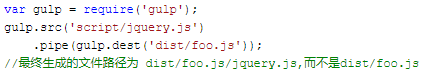 var gulp = require('gulp');
gulp.src('script/jquery.js')
    .pipe(gulp.dest('dist/foo.js'));
//最终生成的文件路径为 dist/foo.js/jquery.js,而不是dist/foo.js